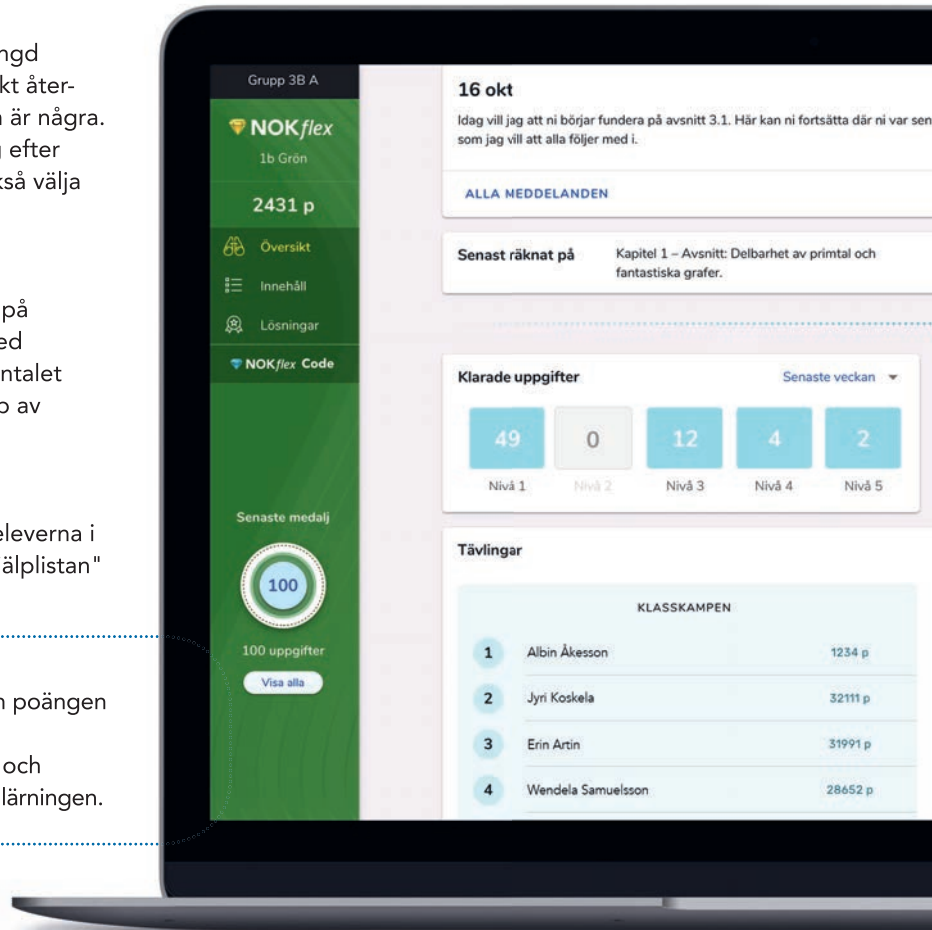 ngd
kt åter-
är några.
efter
kså välja
på
ed
ntalet
av
eleverna i
älplistan"
poängen
och
lärningen.
Grupp 3B A
NOKflex
1b Grön
2431 p
Översikt
Innehåll
Lösningar
NOKflex Code
Senaste medalj
100
100 uppgifter
Visa alla
16 okt
Idag vill jag att ni börjar fundera på avsnitt 3.1. Här kan ni fortsätta där ni var sen
som jag vill att alla följer med i.
ALLA MEDDELANDEN
Senast räknat på
Kapitel 1 – Avsnitt: Delbarhet av primtal och
fantastiska grafer.
Klarade uppgifter Senaste veckan
49 0 12 4 2
Nivå 1 Nivå 2 Nivå 3 Nivå 4 Nivå 5
Tävlingar
KLASSKAMPEN
1 Albin Åkesson 1234 p
2 Jyri Koskela 32111 p
3 Erin Artin 31991 p
4 Wendela Samuelsson 28652 p